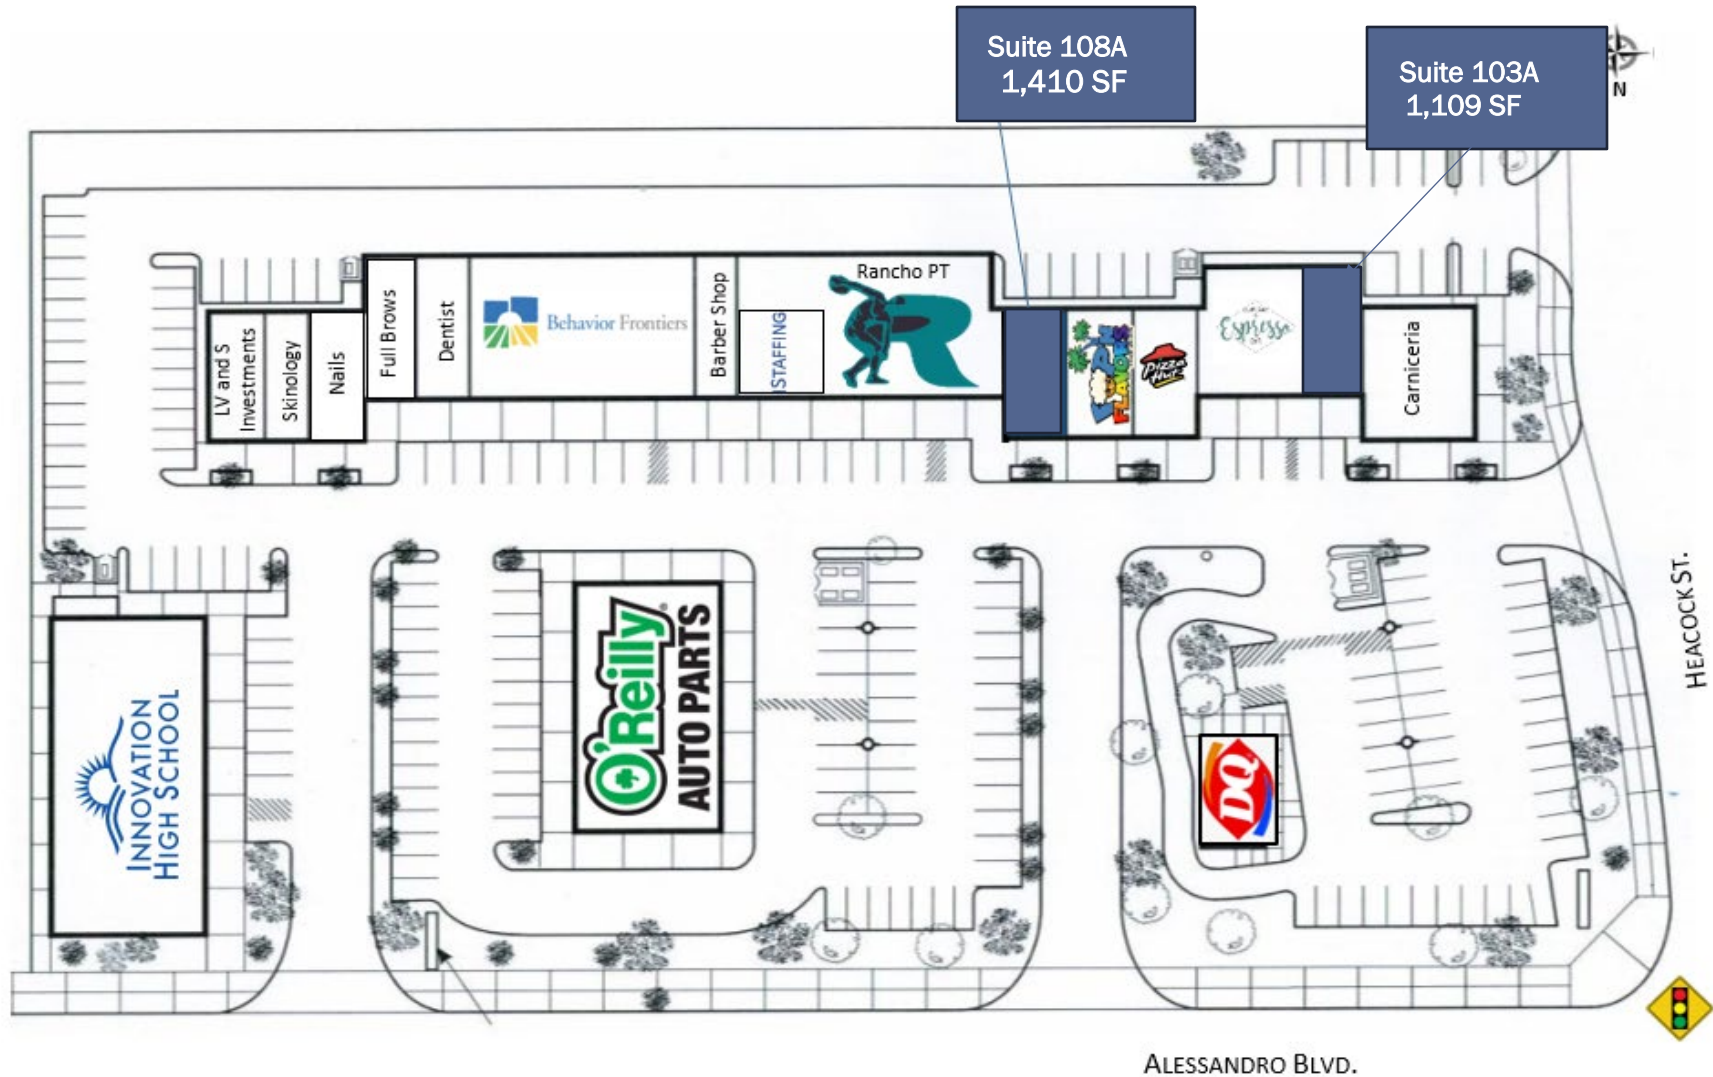 Suite 108A
1,410 SF
Suite 103A
1,109 SF
N
LV and S
Investments
Skinology
Nails
Full Brows
Dentist
Behavior Frontiers
Barber Shop
STAFFING
Rancho PT
Pizza
Hut
Espresso
Carniceria
HEACOCK ST.
INNOVATION
HIGH SCHOOL
O'Reilly
AUTO PARTS
DQ
ALESSANDRO BLVD.